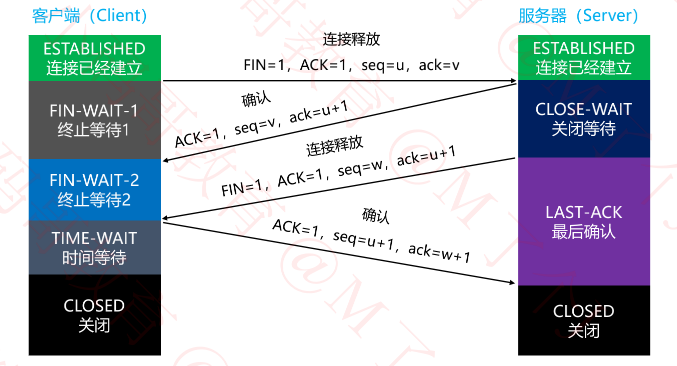 客户端（Client）
服务器（Server）
ESTABLISHED
连接已经建立
连接释放
ESTABLISHED
连接已经建立
FIN=1，ACK=1，seq=u，ack=v
FIN-WAIT-1
终止等待1
确认
ACK=1，seq=v，ack=u+1
CLOSE-WAIT
关闭等待
连接释放
FIN=1，ACK=1，seq=w，ack=u+1
FIN-WAIT-2
终止等待2
LAST-ACK
最后确认
确认
ACK=1，seq=u+1，ack=w+1
TIME-WAIT
时间等待
CLOSED
关闭
CLOSED
关闭